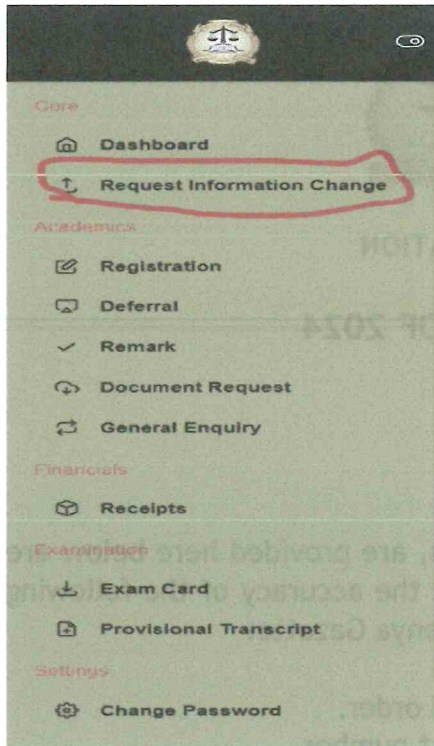 Core
Dashboard
Request Information Change
Academics
Registration
Deferral
Remark
Document Request
General Enquiry
Financials
Receipts
Examination
Exam Card
Provisional Transcript
Settings
Change Password